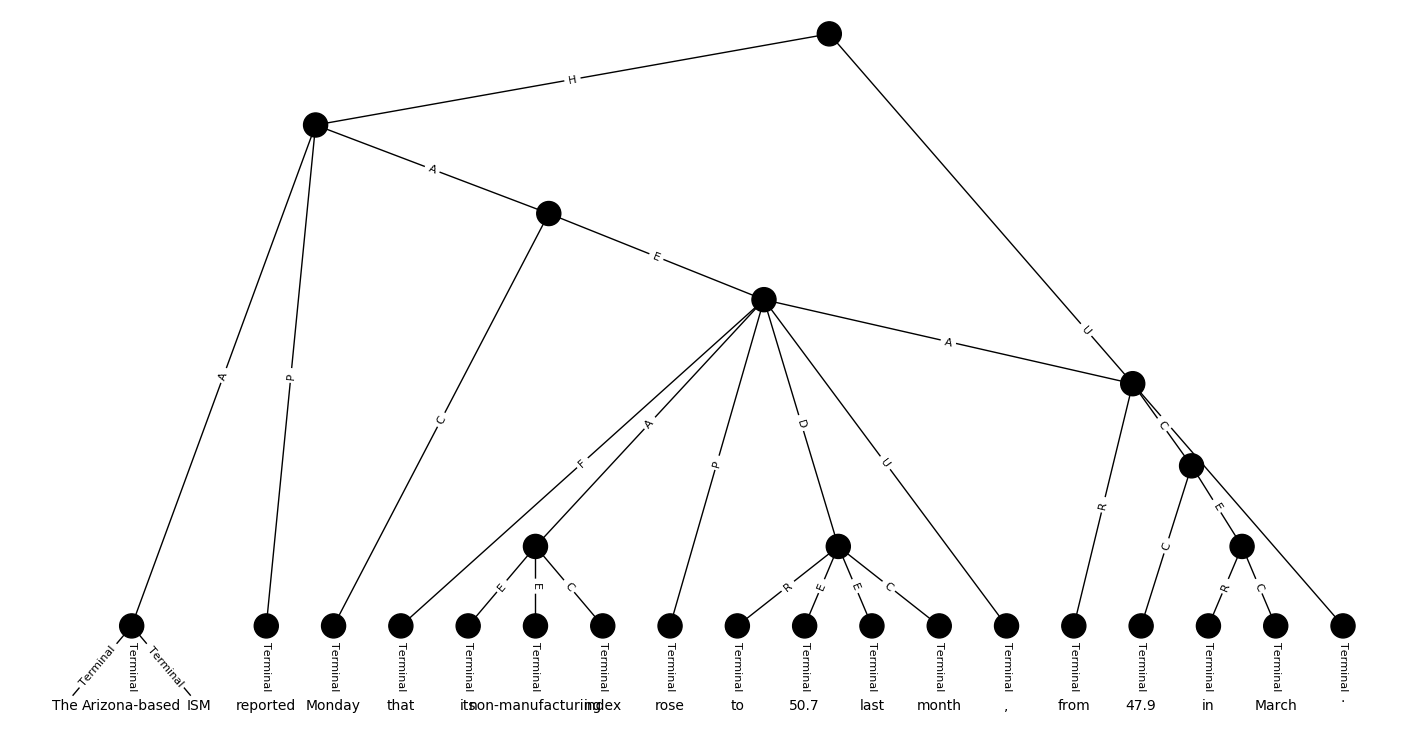 H
A
E
A
U
A
P
C
F
A
P
D
U
R
C
C
E
E
E
C
R
E
E
C
R
C
Terminal Terminal Terminal Terminal Terminal Terminal Terminal Terminal Terminal Terminal Terminal Terminal Terminal Terminal Terminal Terminal Terminal Terminal Terminal Terminal
The Arizona-based ISM reported Monday that its non-manufacturing index rose to 50.7 last month , from 47.9 in March .